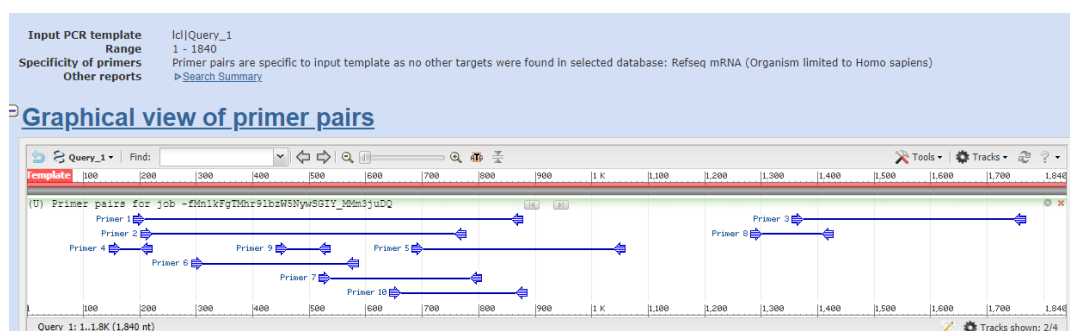 Input PCR template lcl|Query_1
Range 1 - 1840
Specificity of primers Primer pairs are specific to input template as no other targets were found in selected database: Refseq mRNA (Organism limited to Homo sapiens)
Other reports Search Summary
Graphical view of primer pairs
Query_1 Find: Tools Tracks ?
Template 100 200 300 400 500 600 700 800 900 1 K 1,100 1,200 1,300 1,400 1,500 1,600 1,700 1,840
(U) Primer pairs for job -fMnlkFgTMhr9lbzW5NywSGIY_MMm3juDQ
Primer 1 Primer 3
Primer 2 Primer 8
Primer 4 Primer 9 Primer 5
Primer 6
Primer 7
Primer 10
1 100 200 300 400 500 600 700 800 900 1 K 1,100 1,200 1,300 1,400 1,500 1,600 1,700 1,840
Query_1: 1..1.8K (1,840 nt) Tracks shown: 2/4